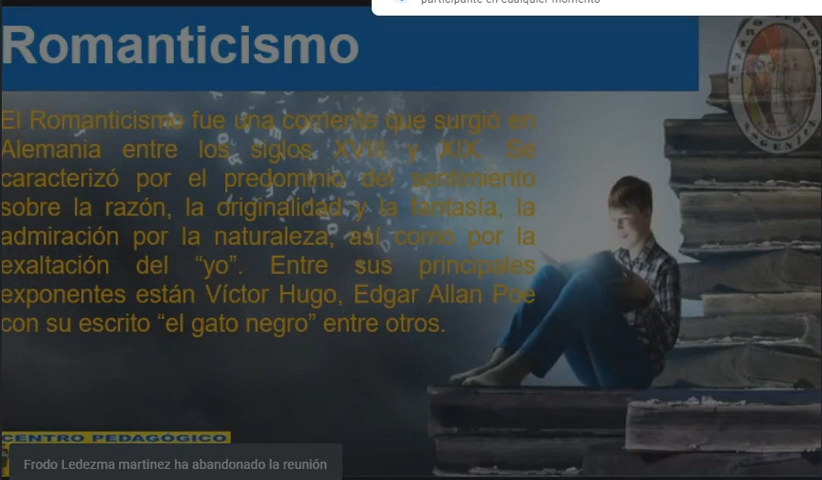 participante en cualquier momento
Romanticismo
El Romanticismo fue una corriente que surgió en
Alemania entre los siglos XVIII y XIX. Se
caracterizó por el predominio del sentimiento
sobre la razón, la originalidad y la fantasía, la
admiración por la naturaleza, así como por la
exaltación del “yo”. Entre sus principales
exponentes están Víctor Hugo, Edgar Allan Poe
con su escrito “el gato negro” entre otros.
CENTRO PEDAGÓGICO
Frodo Ledezma martinez ha abandonado la reunión